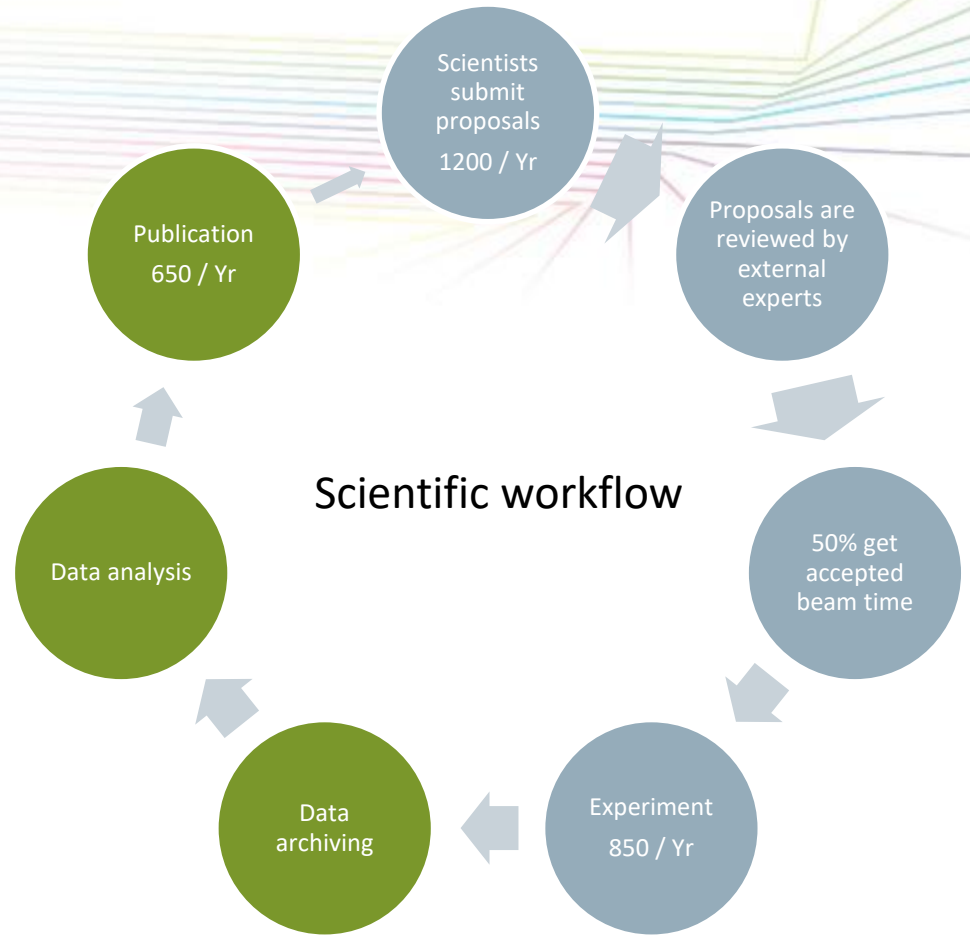 Scientists
submit
proposals
1200 / Yr
Proposals are
reviewed by
external
experts
50% get
accepted
beam time
Experiment
850 / Yr
Data
archiving
Data analysis
Publication
650 / Yr
Scientific workflow